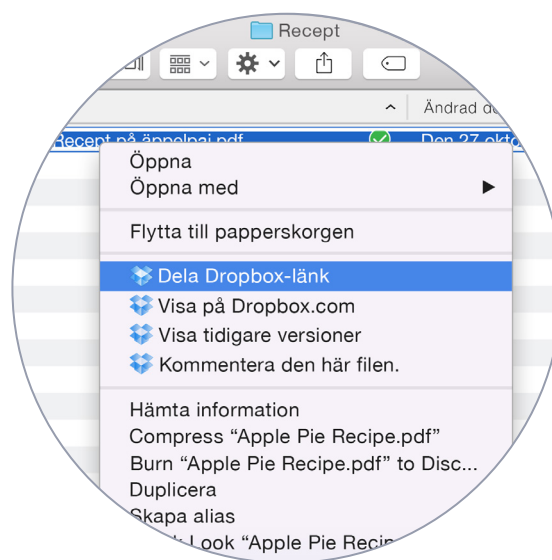 Recept
Ändrad
Recept på äppelpaj.pdf
Den 27 okto
Öppna
Öppna med
Flytta till papperskorgen
Dela Dropbox-länk
Visa på Dropbox.com
Visa tidigare versioner
Kommentera den här filen.
Hämta information
Compress “Apple Pie Recipe.pdf”
Burn “Apple Pie Recipe.pdf” to Disc...
Duplicera
Skapa alias
Look “Apple Pie Recip